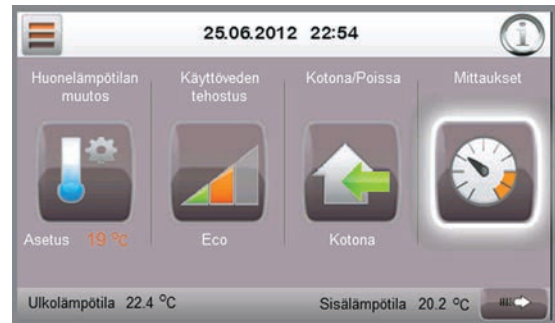 25.06.2012 22:54
Huonelämpötilan
muutos
Käyttöveden
tehostus
Kotona/Poissa
Mittaukset
Asetus 19 °C
Eco
Kotona
Ulkolämpötila 22.4 °C
Sisälämpötila 20.2 °C